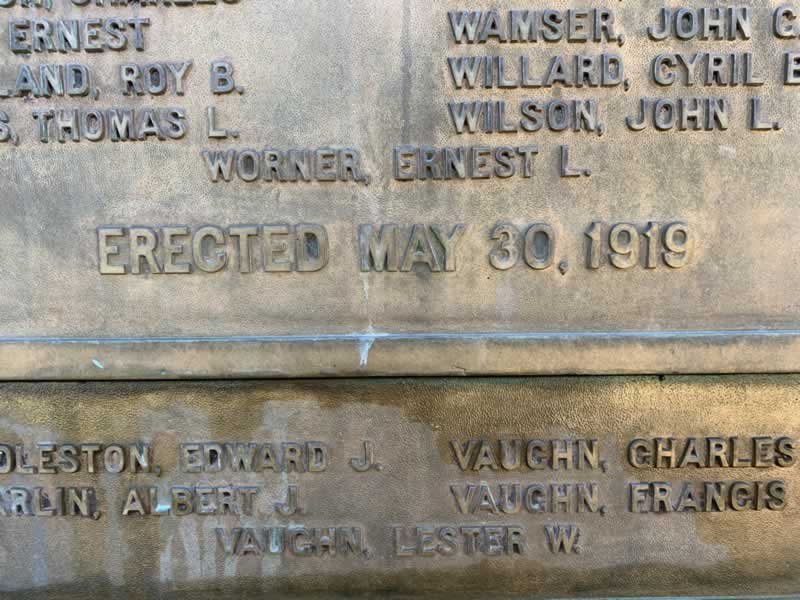 ERNEST WAMSER, JOHN
ROY B. WILLARD, CYRIL
THOMAS L. WILSON, JOHN L.
WORNER, ERNEST L.
ERECTED MAY 30, 1919
EDWARD J. VAUGHN, CHARLES
ALBERT J. VAUGHN, FRANCIS
VAUGHN, LESTER W.